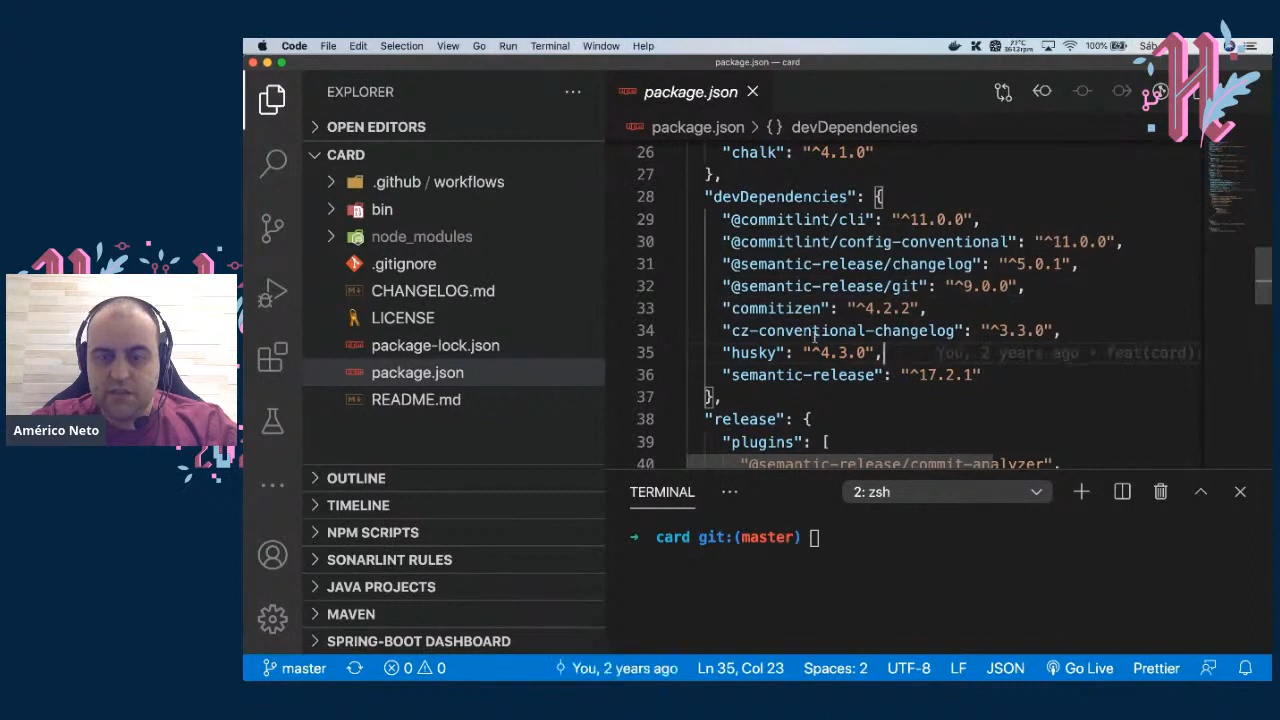 Code File Edit Selection View Go Run Terminal Window Help 100% Sáb
package.json — card
EXPLORER
OPEN EDITORS
CARD
.github / workflows
bin
node_modules
.gitignore
CHANGELOG.md
LICENSE
package-lock.json
package.json
README.md
OUTLINE
TIMELINE
NPM SCRIPTS
SONARLINT RULES
JAVA PROJECTS
MAVEN
SPRING-BOOT DASHBOARD
package.json
package.json > {} devDependencies
26 "chalk": "^4.1.0"
27 },
28 "devDependencies": {
29 "@commitlint/cli": "^11.0.0",
30 "@commitlint/config-conventional": "^11.0.0",
31 "@semantic-release/changelog": "^5.0.1",
32 "@semantic-release/git": "^9.0.0",
33 "commitizen": "^4.2.2",
34 "cz-conventional-changelog": "^3.3.0",
35 "husky": "^4.3.0", You, 2 years ago • feat(card):
36 "semantic-release": "^17.2.1"
37 },
38 "release": {
39 "plugins": [
40 "@semantic-release/commit-analyzer",
TERMINAL 2: zsh
→ card git:(master)
master 0 0 You, 2 years ago Ln 35, Col 23 Spaces: 2 UTF-8 LF JSON Go Live Prettier
Américo Neto
H